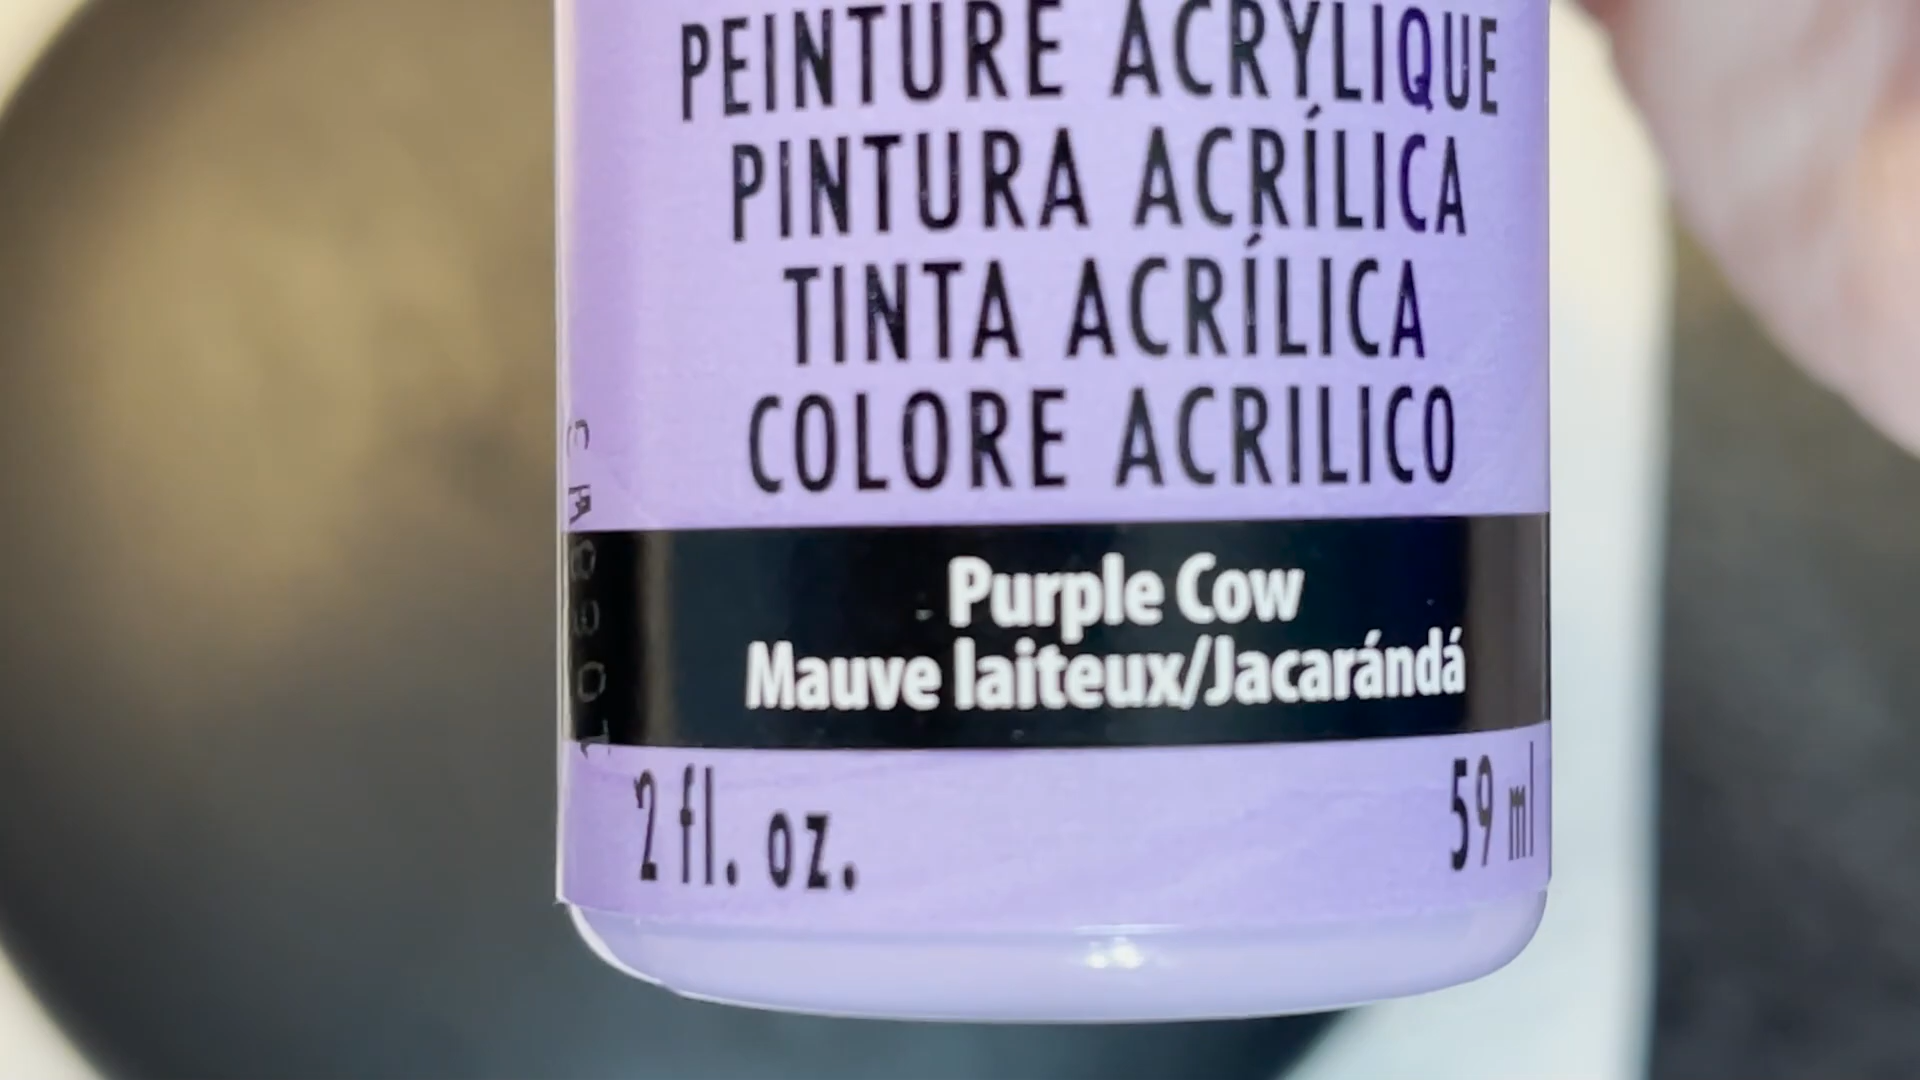 PEINTURE ACRYLIQUE
PINTURA ACRÍLICA
TINTA ACRÍLICA
COLORE ACRILICO
Purple Cow
Mauve laiteux/Jacarándá
2 fl. oz.
59 ml